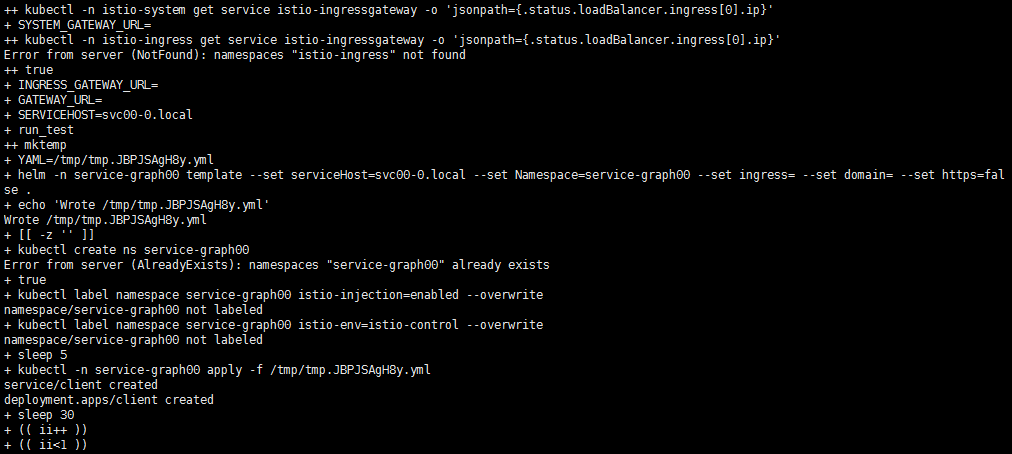 ++ kubectl -n istio-system get service istio-ingressgateway -o 'jsonpath={.status.loadBalancer.ingress[0].ip}'
+ SYSTEM_GATEWAY_URL=
++ kubectl -n istio-ingress get service istio-ingressgateway -o 'jsonpath={.status.loadBalancer.ingress[0].ip}'
Error from server (NotFound): namespaces "istio-ingress" not found
++ true
+ INGRESS_GATEWAY_URL=
+ GATEWAY_URL=
+ SERVICEHOST=svc00-0.local
+ run_test
++ mktemp
+ YAML=/tmp/tmp.JBPJSAgH8y.yml
+ helm -n service-graph00 template --set serviceHost=svc00-0.local --set Namespace=service-graph00 --set ingress= --set domain= --set https=fal
se .
+ echo 'Wrote /tmp/tmp.JBPJSAgH8y.yml'
Wrote /tmp/tmp.JBPJSAgH8y.yml
+ [[ -z '' ]]
+ kubectl create ns service-graph00
Error from server (AlreadyExists): namespaces "service-graph00" already exists
+ true
+ kubectl label namespace service-graph00 istio-injection=enabled --overwrite
namespace/service-graph00 not labeled
+ kubectl label namespace service-graph00 istio-env=istio-control --overwrite
namespace/service-graph00 not labeled
+ sleep 5
+ kubectl -n service-graph00 apply -f /tmp/tmp.JBPJSAgH8y.yml
service/client created
deployment.apps/client created
+ sleep 30
+ (( ii++ ))
+ (( ii<1 ))